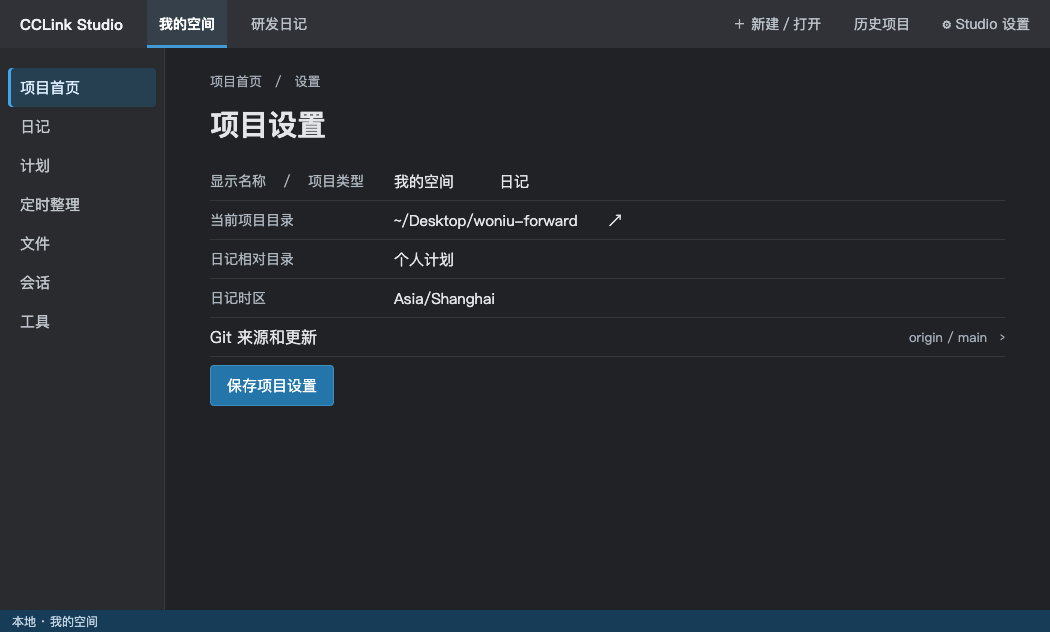 CCLink Studio 我的空间 研发日记 + 新建 / 打开 历史项目 ⚙ Studio 设置
项目首页
日记
计划
定时整理
文件
会话
工具
项目首页 / 设置
项目设置
显示名称 / 项目类型 我的空间 日记
当前项目目录 ~/Desktop/woniu-forward ↗
日记相对目录 个人计划
日记时区 Asia/Shanghai
Git 来源和更新 origin / main >
保存项目设置
本地 · 我的空间